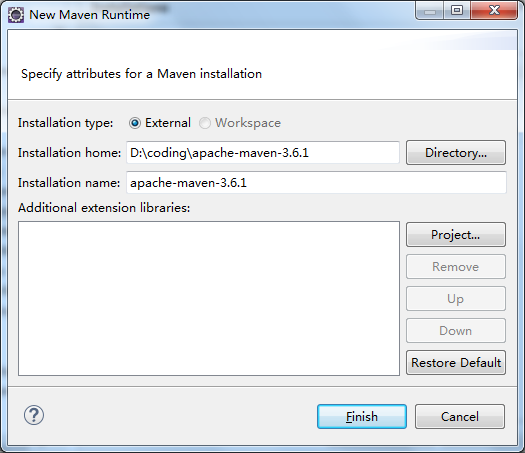 New Maven Runtime
Specify attributes for a Maven installation
Installation type: External Workspace
Installation home: D:\coding\apache-maven-3.6.1 Directory...
Installation name: apache-maven-3.6.1
Additional extension libraries:
Project...
Remove
Up
Down
Restore Default
? Finish Cancel